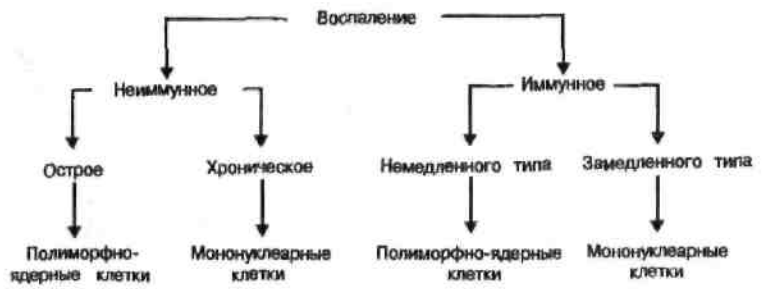 Воспаление
Неиммунное
Иммунное
Острое
Хроническое
Немедленного типа
Замедленного типа
Полиморфно-
ядерные клетки
Мононуклеарные
клетки
Полиморфно-ядерные
клетки
Мононуклеарные
клетки